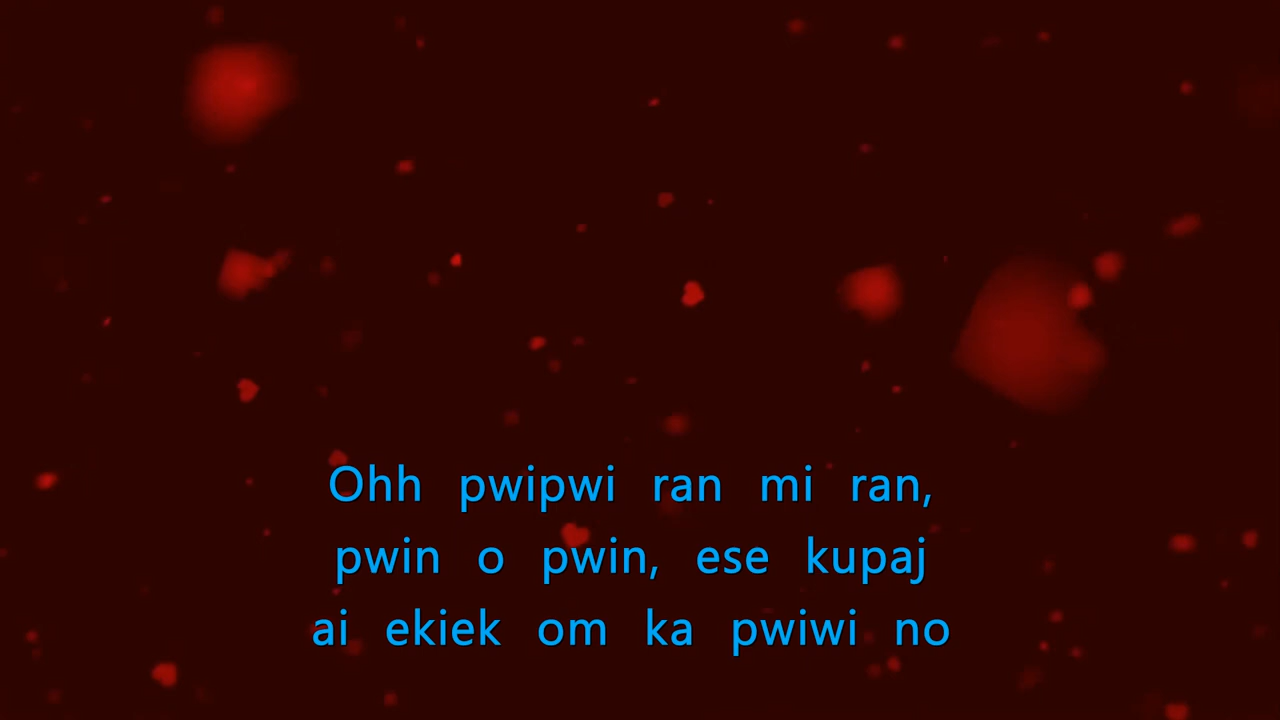 Ohh pwipwi ran mi ran,
pwin o pwin, ese kupaj
ai ekiek om ka pwiwi no